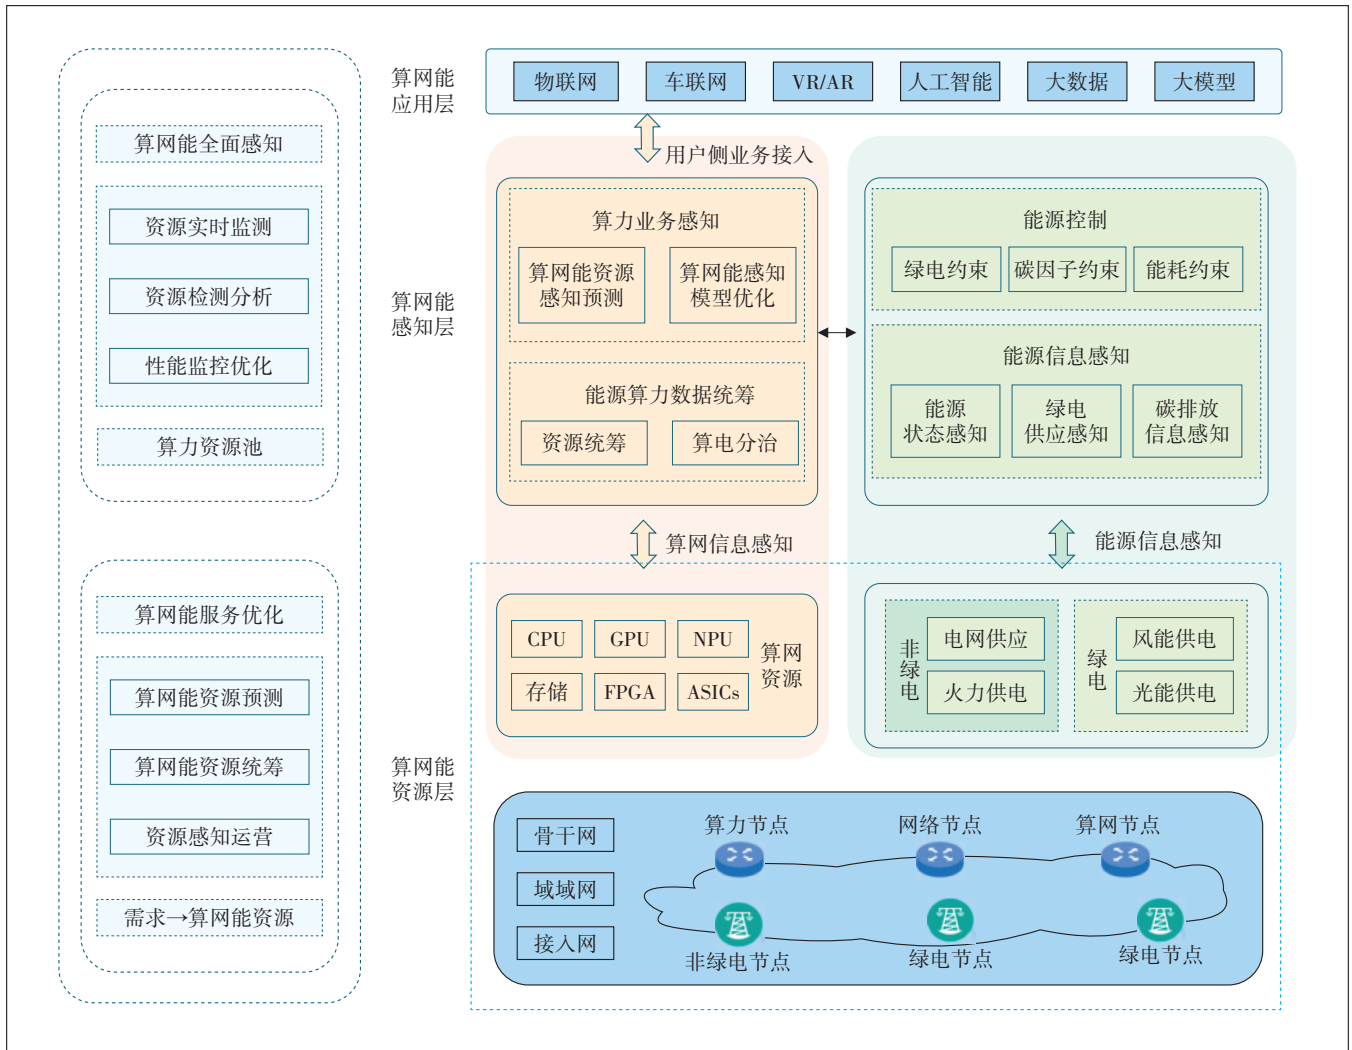 算网能全面感知
资源实时监测
资源检测分析
性能监控优化
算力资源池
算网能服务优化
算网能资源预测
算网能资源统筹
资源感知运营
需求→算网能资源
算网能
应用层
物联网
车联网
VR/AR
人工智能
大数据
大模型
用户侧业务接入
算网能
感知层
算力业务感知
算网能资源
感知预测
算网能感知
模型优化
能源算力数据统筹
资源统筹
算电分治
能源控制
绿电约束
碳因子约束
能耗约束
能源信息感知
能源
状态感知
绿电
供应感知
碳排放
信息感知
算网信息感知
能源信息感知
算网能
资源层
CPU
GPU
NPU
存储
FPGA
ASICs
算网
资源
非绿电
电网供应
火力供电
绿电
风能供电
光能供电
骨干网
域域网
接入网
算力节点
网络节点
算网节点
非绿电节点
绿电节点
绿电节点